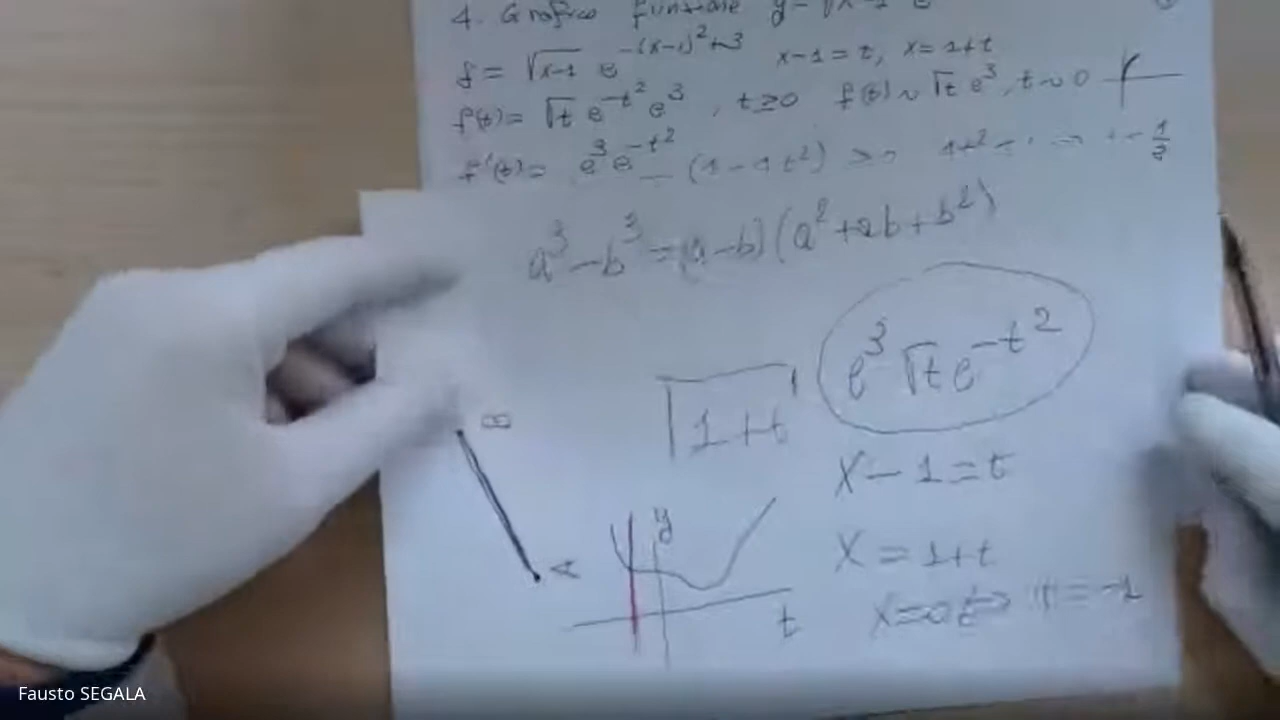 4. Grafico funzione y=
f = √x-1 e^-(x-1)²+3 x-1=t, x=1+t
f(t)= √t e^-t² e³, t≥0 f(t)~√t e³, t~0
f'(t)= e³e^-t² (1-4t²)
a³-b³=(a-b)(a²+ab+b²)
e³ √t e^-t²
1+t
B
X-1=t
y
A
X=1+t
X=0
t
Fausto SEGALA